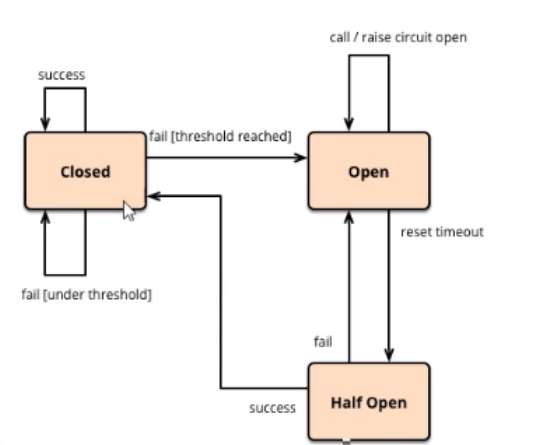 call / raise circuit open
success
fail [threshold reached]
Closed
Open
reset timeout
fail [under threshold]
fail
Half Open
success